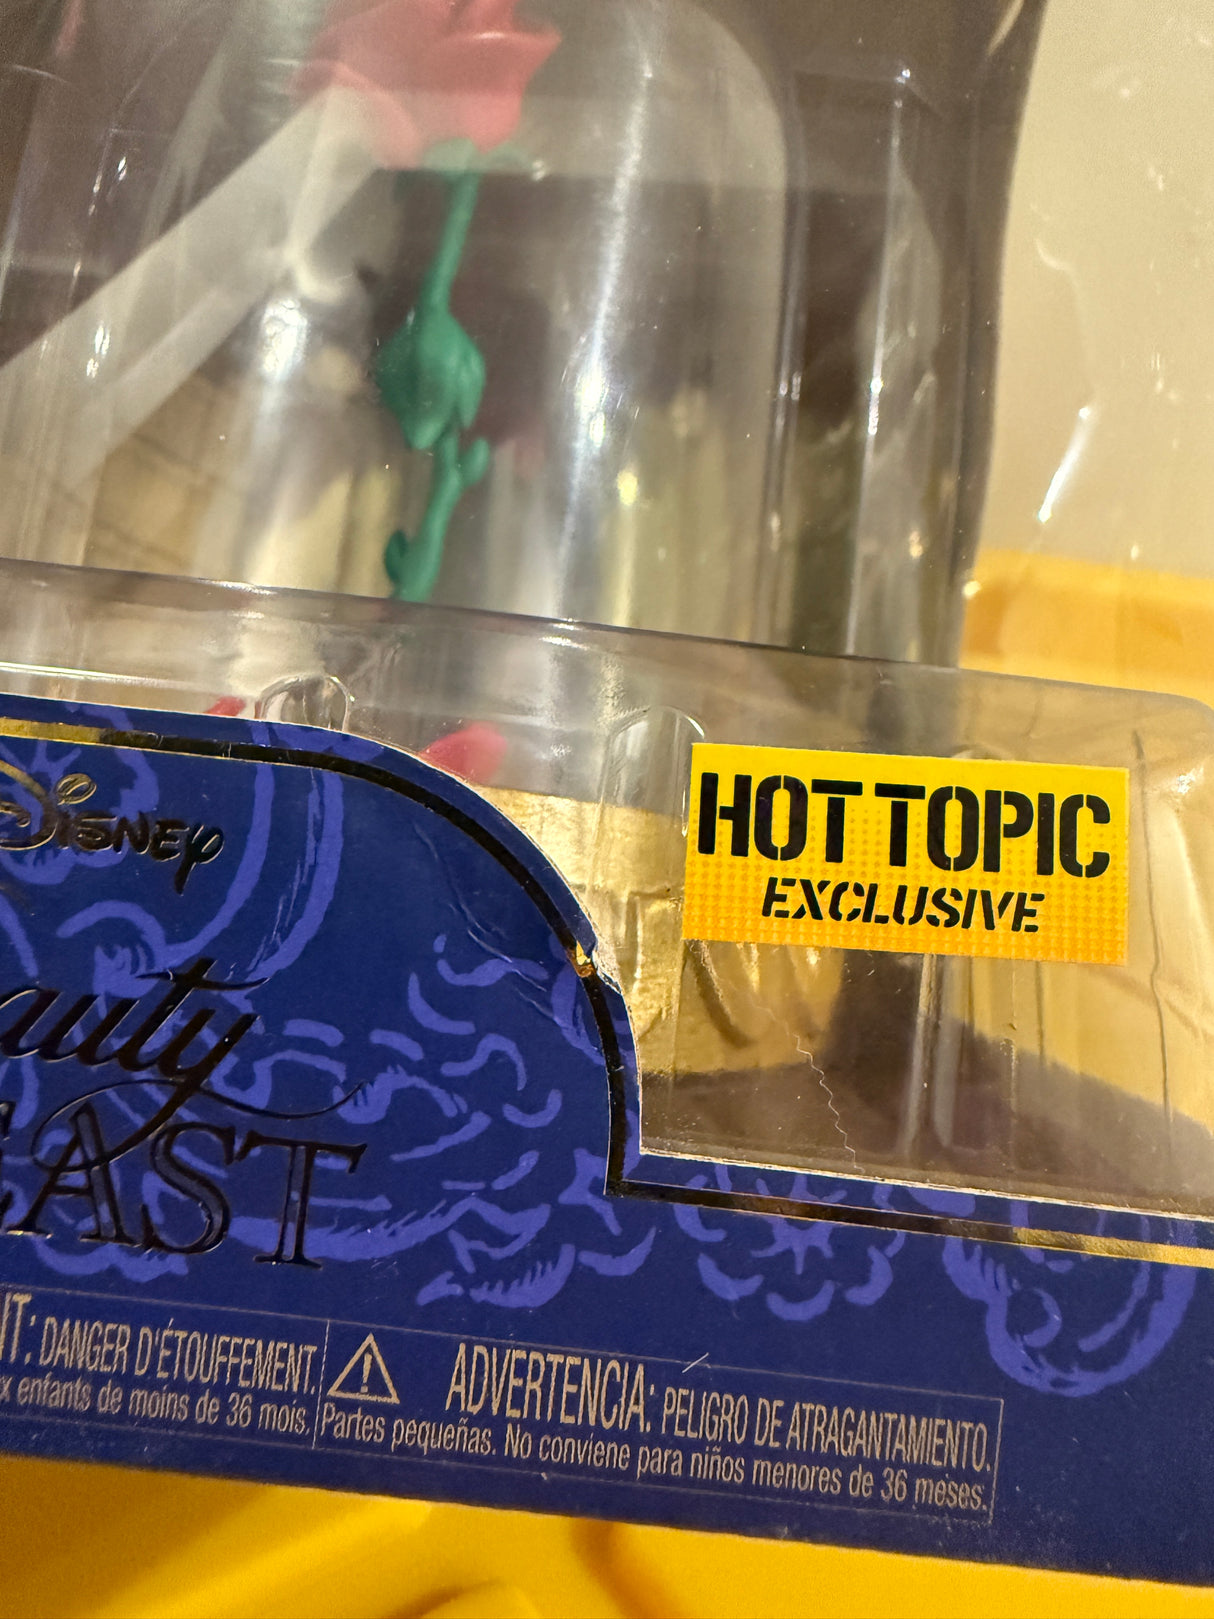 HOT TOPIC
EXCLUSIVE
DISNEY
auty
EAST
NT: DANGER D'ÉTOUFFEMENT.
x enfants de moins de 36 mois.
ADVERTENCIA: PELIGRO DE ATRAGANTAMIENTO.
Partes pequeñas. No conviene para niños menores de 36 meses.